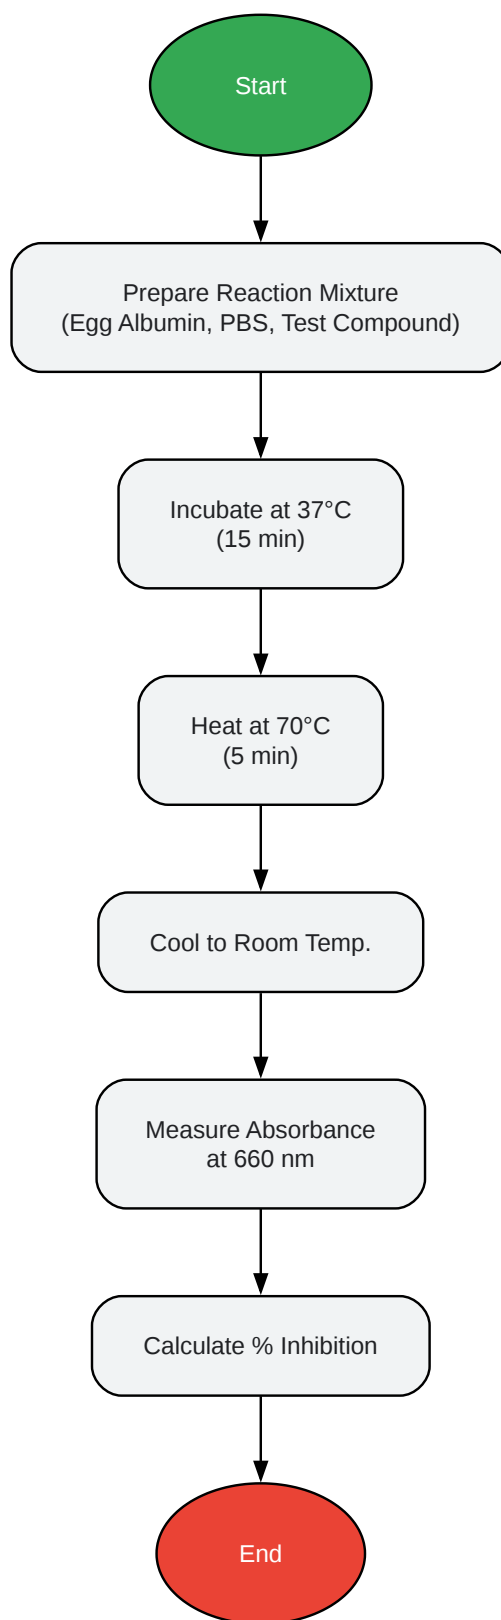 Start
Prepare Reaction Mixture
(Egg Albumin, PBS, Test Compound)
Incubate at 37°C
(15 min)
Heat at 70°C
(5 min)
Cool to Room Temp.
Measure Absorbance
at 660 nm
Calculate % Inhibition
End